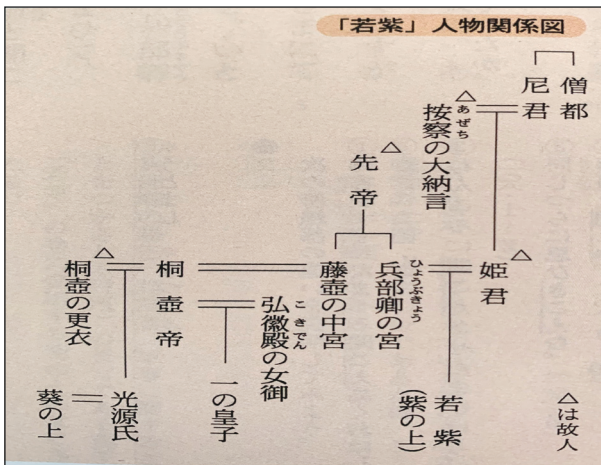 「若紫」人物関係図
僧都
尼君
△
按察の大納言
あぜち
△
姫君
△
先帝
兵部卿の宮
ひょうぶきょう
藤壺の中宮
若紫
(紫の上)
弘徽殿の女御
こきでん
一の皇子
桐壺帝
△
桐壺の更衣
光源氏
葵の上
△は故人